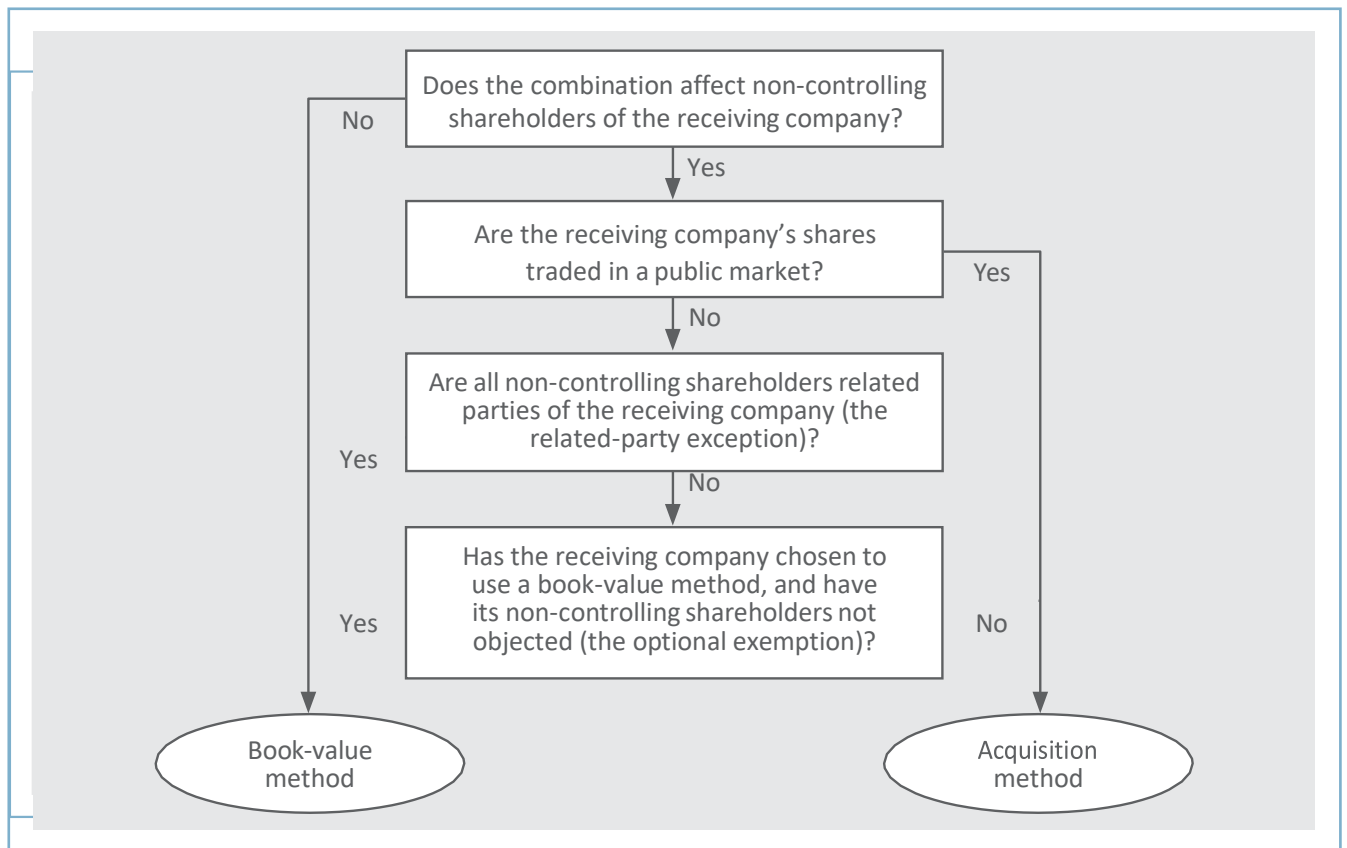 Does the combination affect non-controlling
shareholders of the receiving company?
No
Yes
Are the receiving company’s shares
traded in a public market?
Yes
No
Are all non-controlling shareholders related
parties of the receiving company (the
related-party exception)?
Yes
No
Has the receiving company chosen to
use a book-value method, and have
its non-controlling shareholders not
objected (the optional exemption)?
Yes
No
Book-value
method
Acquisition
method